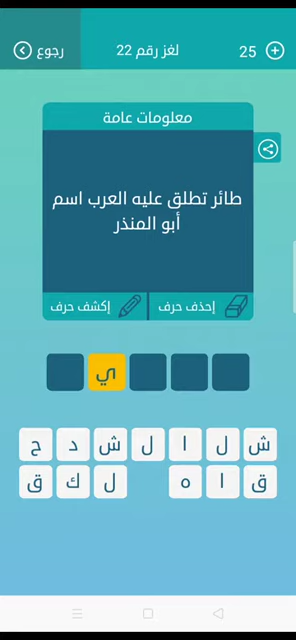 رجوع
لغز رقم 22
25
معلومات عامة
طائر تطلق عليه العرب اسم
أبو المنذر
إحذف حرف
إكشف حرف
ي
ش ل ا ل ش د ح
ق ا ه ل ك ق